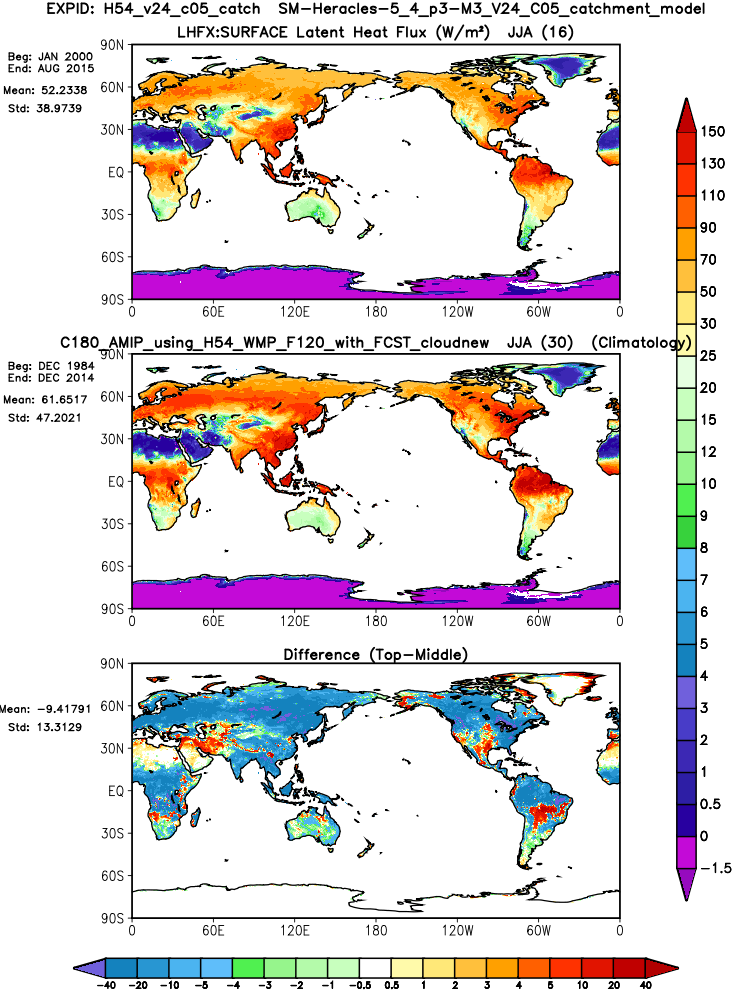 EXPID: H54_v24_c05_catch SM-Heracles-5_4_p3-M3_V24_C05_catchment_model
LHFX:SURFACE Latent Heat Flux (W/m²) JJA (16)
Beg: JAN 2000
End: AUG 2015
Mean: 52.2338
Std: 38.9739
90N
60N
30N
EQ
30S
60S
90S
0 60E 120E 180 120W 60W 0
C180_AMIP_using_H54_WMP_F120_with_FCST_cloudnew JJA (30) (Climatology)
Beg: DEC 1984
End: DEC 2014
Mean: 61.6517
Std: 47.2021
90N
60N
30N
EQ
30S
60S
90S
0 60E 120E 180 120W 60W 0
Difference (Top-Middle)
Mean: -9.41791
Std: 13.3129
90N
60N
30N
EQ
30S
60S
90S
0 60E 120E 180 120W 60W 0
150
130
110
90
70
50
30
25
20
15
12
10
9
8
7
6
5
4
3
2
1
0.5
0
-1.5
-40 -20 -10 -5 -4 -3 -2 -1 -0.5 0.5 1 2 3 4 5 10 20 40